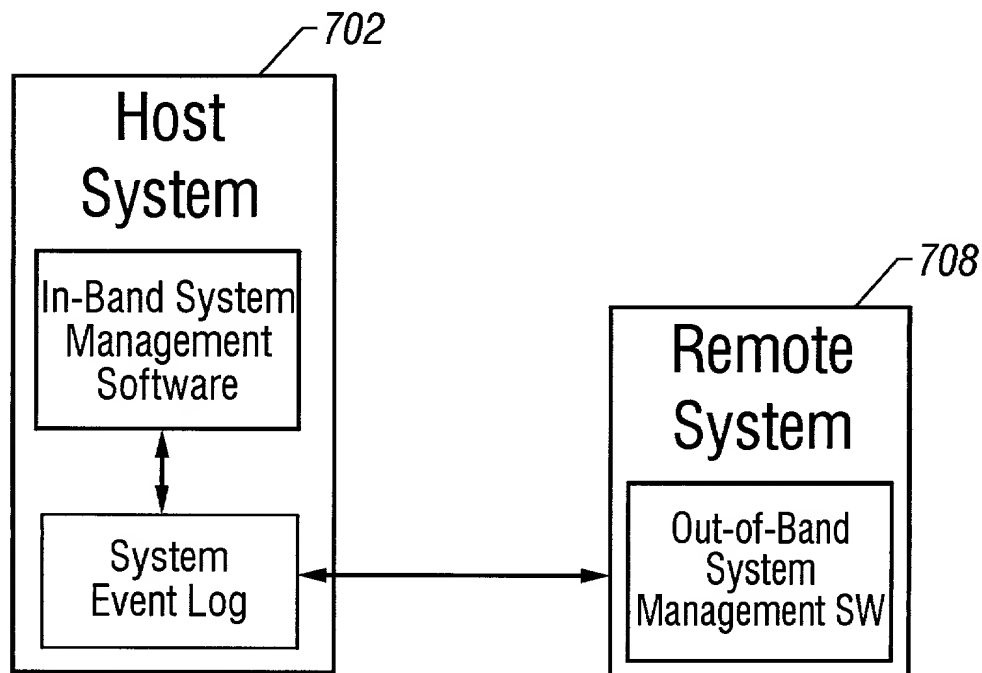 702
Host
System
In-Band System
Management
Software
System
Event Log
708
Remote
System
Out-of-Band
System
Management SW